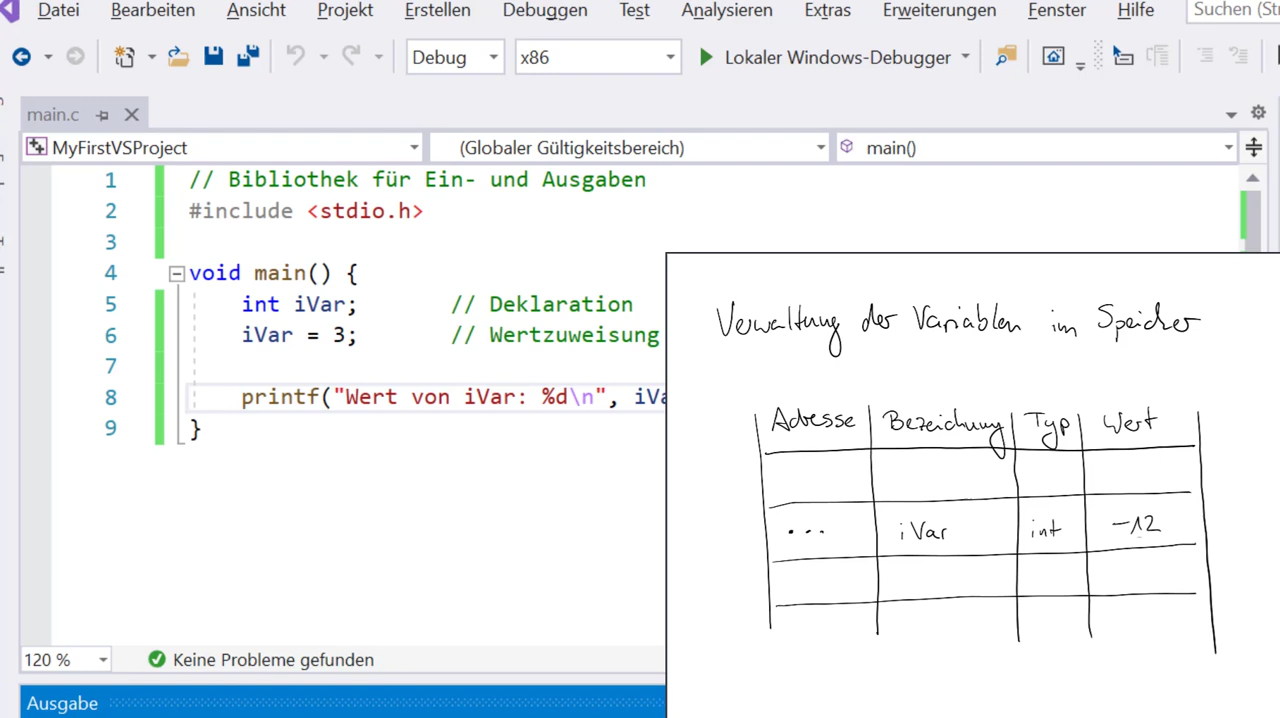 Datei Bearbeiten Ansicht Projekt Erstellen Debuggen Test Analysieren Extras Erweiterungen Fenster Hilfe Suchen (Str
Debug x86 Lokaler Windows-Debugger
main.c
MyFirstVSProject (Globaler Gültigkeitsbereich) main()
1 // Bibliothek für Ein- und Ausgaben
2 #include <stdio.h>
3
4 void main() {
5 int iVar; // Deklaration
6 iVar = 3; // Wertzuweisung
7
8 printf("Wert von iVar: %d\n", iVa
9 }
Verwaltung der Variablen im Speicher
Adresse Bezeichung Typ Wert
... iVar int -12
120 % Keine Probleme gefunden
Ausgabe